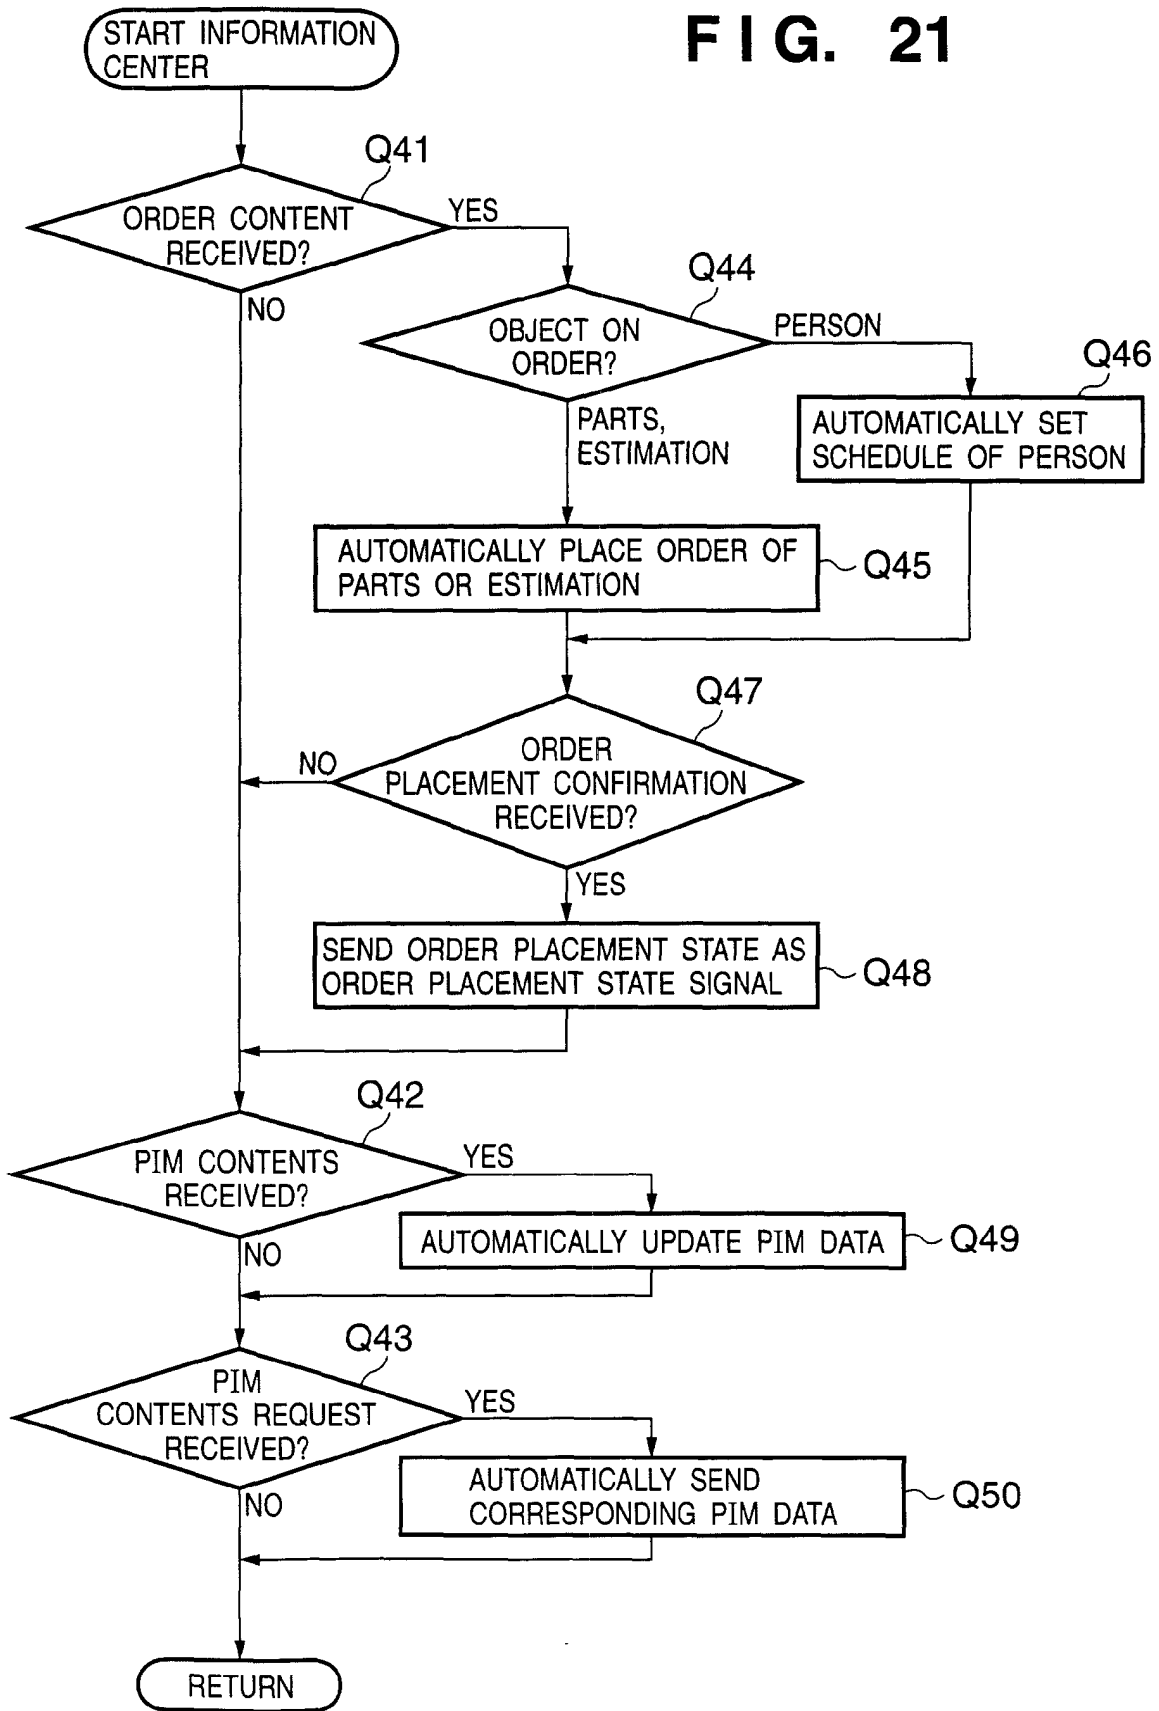 FIG. 21
START INFORMATION
CENTER
Q41
ORDER CONTENT
RECEIVED?
YES
NO
Q44
OBJECT ON
ORDER?
PERSON
PARTS,
ESTIMATION
Q46
AUTOMATICALLY SET
SCHEDULE OF PERSON
AUTOMATICALLY PLACE ORDER OF
PARTS OR ESTIMATION
Q45
Q47
ORDER
PLACEMENT CONFIRMATION
RECEIVED?
NO
YES
SEND ORDER PLACEMENT STATE AS
ORDER PLACEMENT STATE SIGNAL
Q48
Q42
PIM CONTENTS
RECEIVED?
YES
NO
AUTOMATICALLY UPDATE PIM DATA
Q49
Q43
PIM
CONTENTS REQUEST
RECEIVED?
YES
NO
AUTOMATICALLY SEND
CORRESPONDING PIM DATA
Q50
RETURN